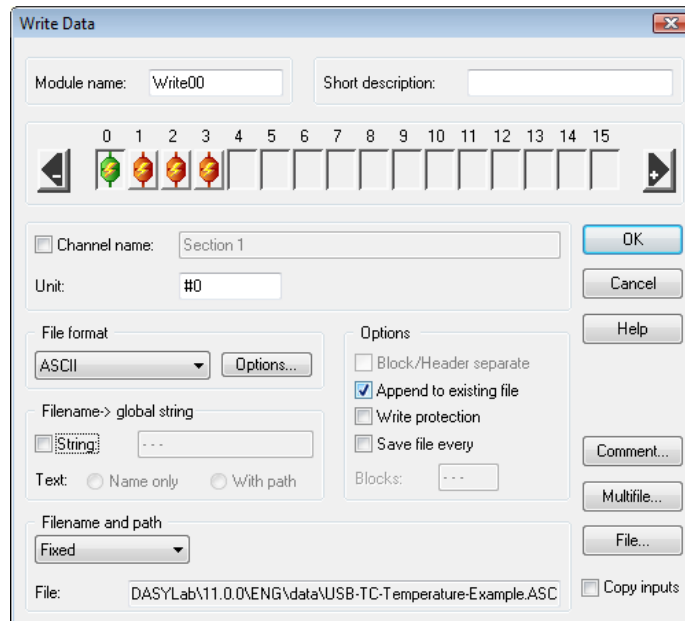 Write Data
Module name: Write00 Short description:
0 1 2 3 4 5 6 7 8 9 10 11 12 13 14 15
- +
Channel name: Section 1
Unit: #0
OK
Cancel
Help
File format
ASCII Options...
Options
Block/Header separate
Append to existing file
Write protection
Save file every
Blocks: - - -
Filename-> global string
String: - - -
Text: Name only With path
Comment...
Multifile...
File...
Copy inputs
Filename and path
Fixed
File: DASYLab\11.0.0\ENG\data\USB-TC-Temperature-Example.ASC